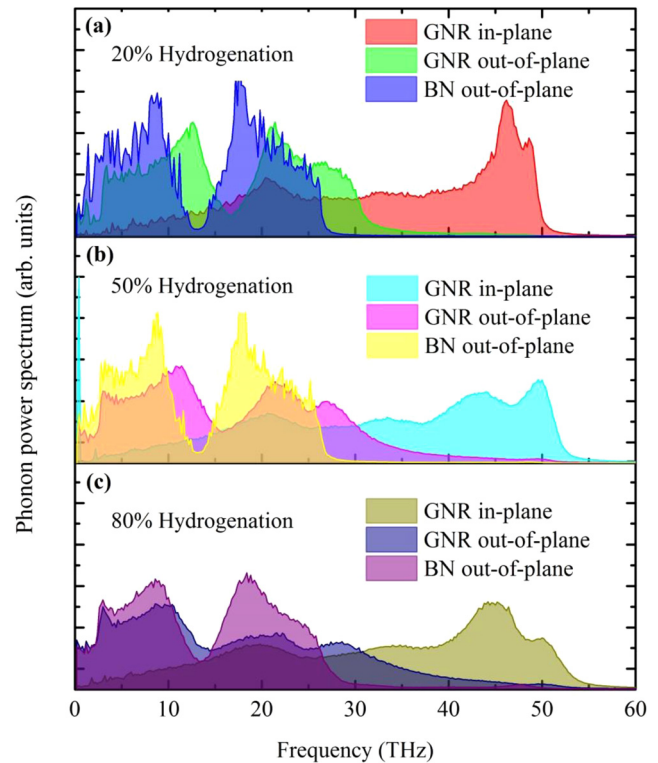 (a)
20% Hydrogenation
GNR in-plane
GNR out-of-plane
BN out-of-plane
(b)
50% Hydrogenation
GNR in-plane
GNR out-of-plane
BN out-of-plane
(c)
80% Hydrogenation
GNR in-plane
GNR out-of-plane
BN out-of-plane
Phonon power spectrum (arb. units)
0 10 20 30 40 50 60
Frequency (THz)